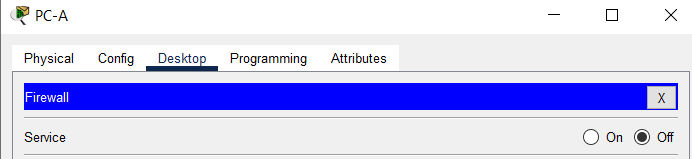 PC-A
Physical Config Desktop Programming Attributes
Firewall X
Service On Off